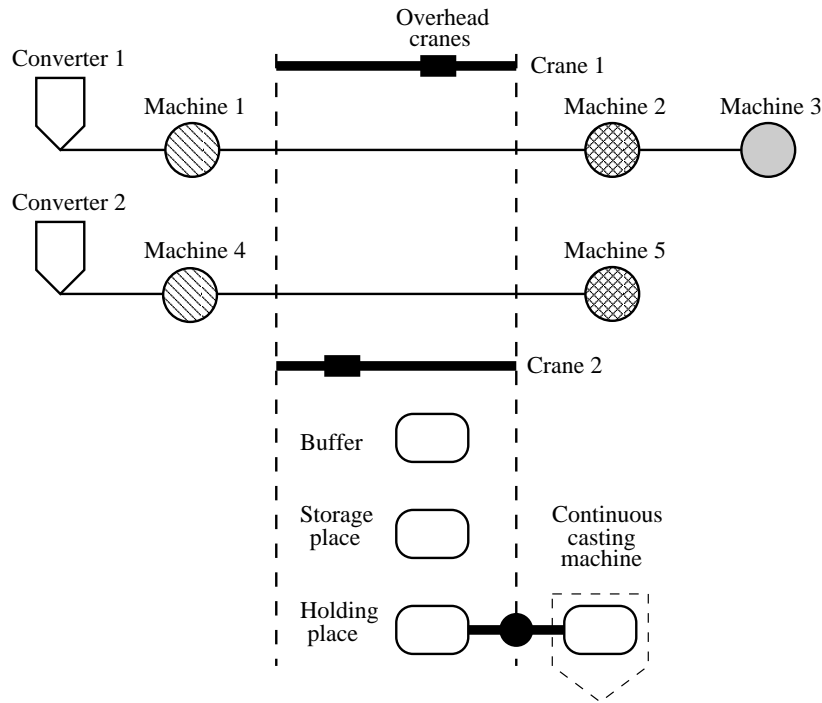 Overhead
cranes
Converter 1
Crane 1
Machine 1
Machine 2
Machine 3
Converter 2
Machine 4
Machine 5
Crane 2
Buffer
Storage
place
Continuous
casting
machine
Holding
place